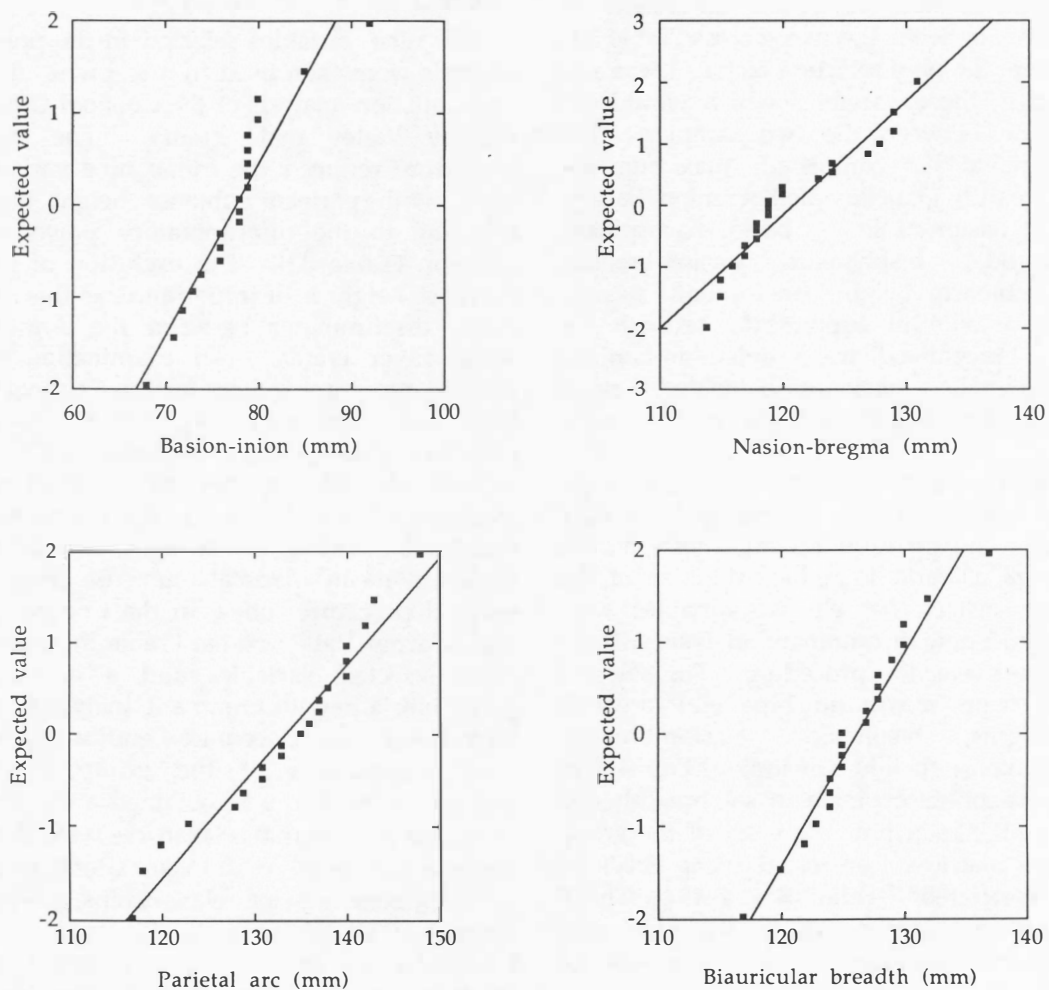 2
1
0
-1
-2
Expected value
60 70 80 90 100
Basion-inion (mm)
3
2
1
0
-1
-2
-3
Expected value
110 120 130 140
Nasion-bregma (mm)
2
1
0
-1
-2
Expected value
110 120 130 140 150
Parietal arc (mm)
2
1
0
-1
-2
Expected value
110 120 130 140
Biauricular breadth (mm)